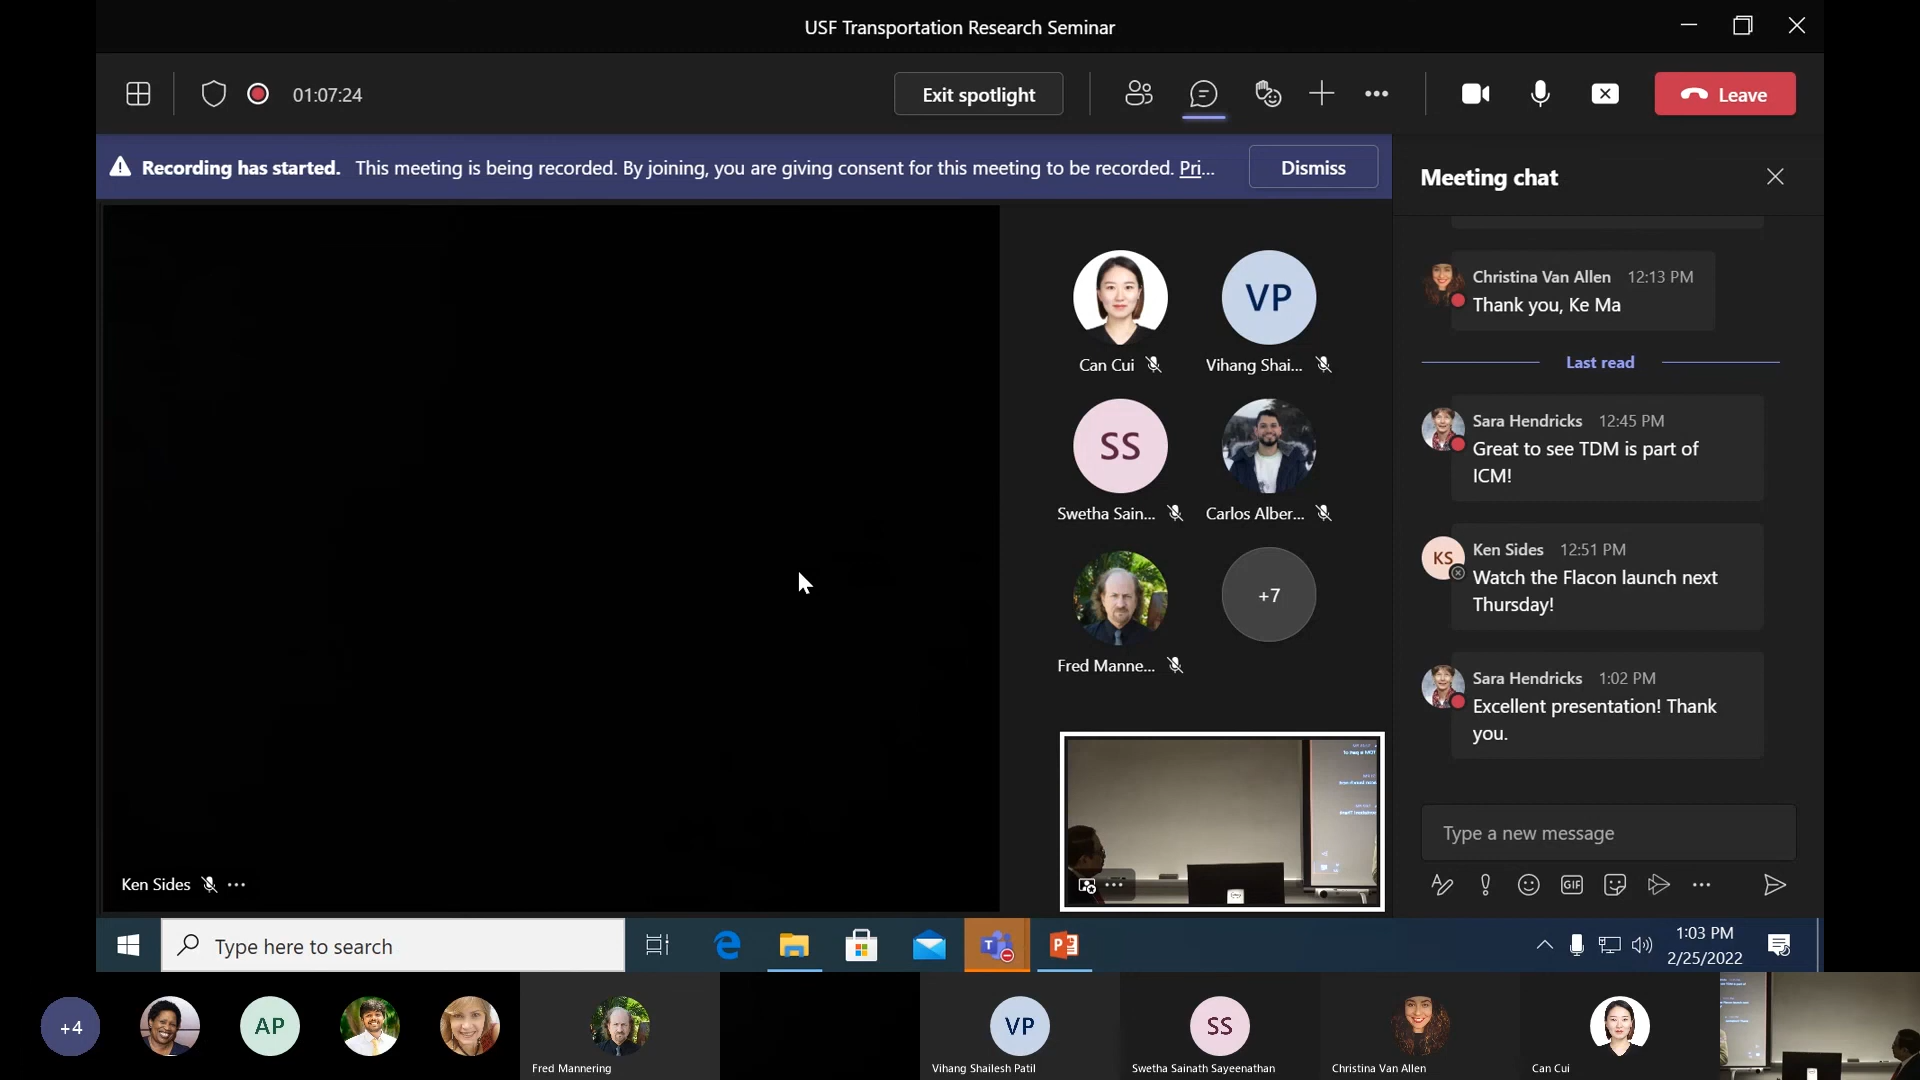 USF Transportation Research Seminar
01:07:24
Exit spotlight
Leave
Recording has started. This meeting is being recorded. By joining, you are giving consent for this meeting to be recorded. Pri...
Dismiss
Meeting chat
Christina Van Allen 12:13 PM
Thank you, Ke Ma
Last read
Sara Hendricks 12:45 PM
Great to see TDM is part of
ICM!
KS
Ken Sides 12:51 PM
Watch the Flacon launch next
Thursday!
Sara Hendricks 1:02 PM
Excellent presentation! Thank
you.
Type a new message
GIF
VP
Can Cui
Vihang Shai...
SS
Swetha Sain...
Carlos Alber...
+7
Fred Manne...
Ken Sides
Type here to search
1:03 PM
2/25/2022
+4
AP
VP
SS
Fred Mannering
Vihang Shailesh Patil
Swetha Sainath Sayeenathan
Christina Van Allen
Can Cui